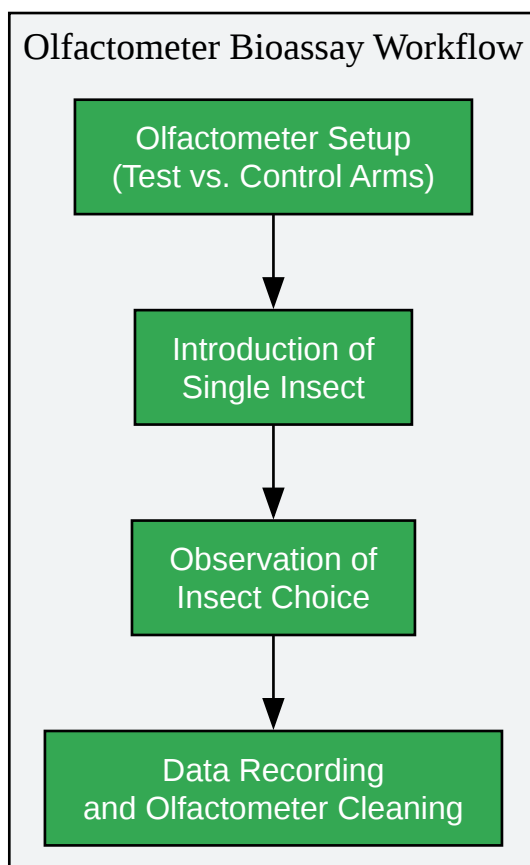 Olfactometer Bioassay Workflow
Olfactometer Setup
(Test vs. Control Arms)
Introduction of
Single Insect
Observation of
Insect Choice
Data Recording
and Olfactometer Cleaning